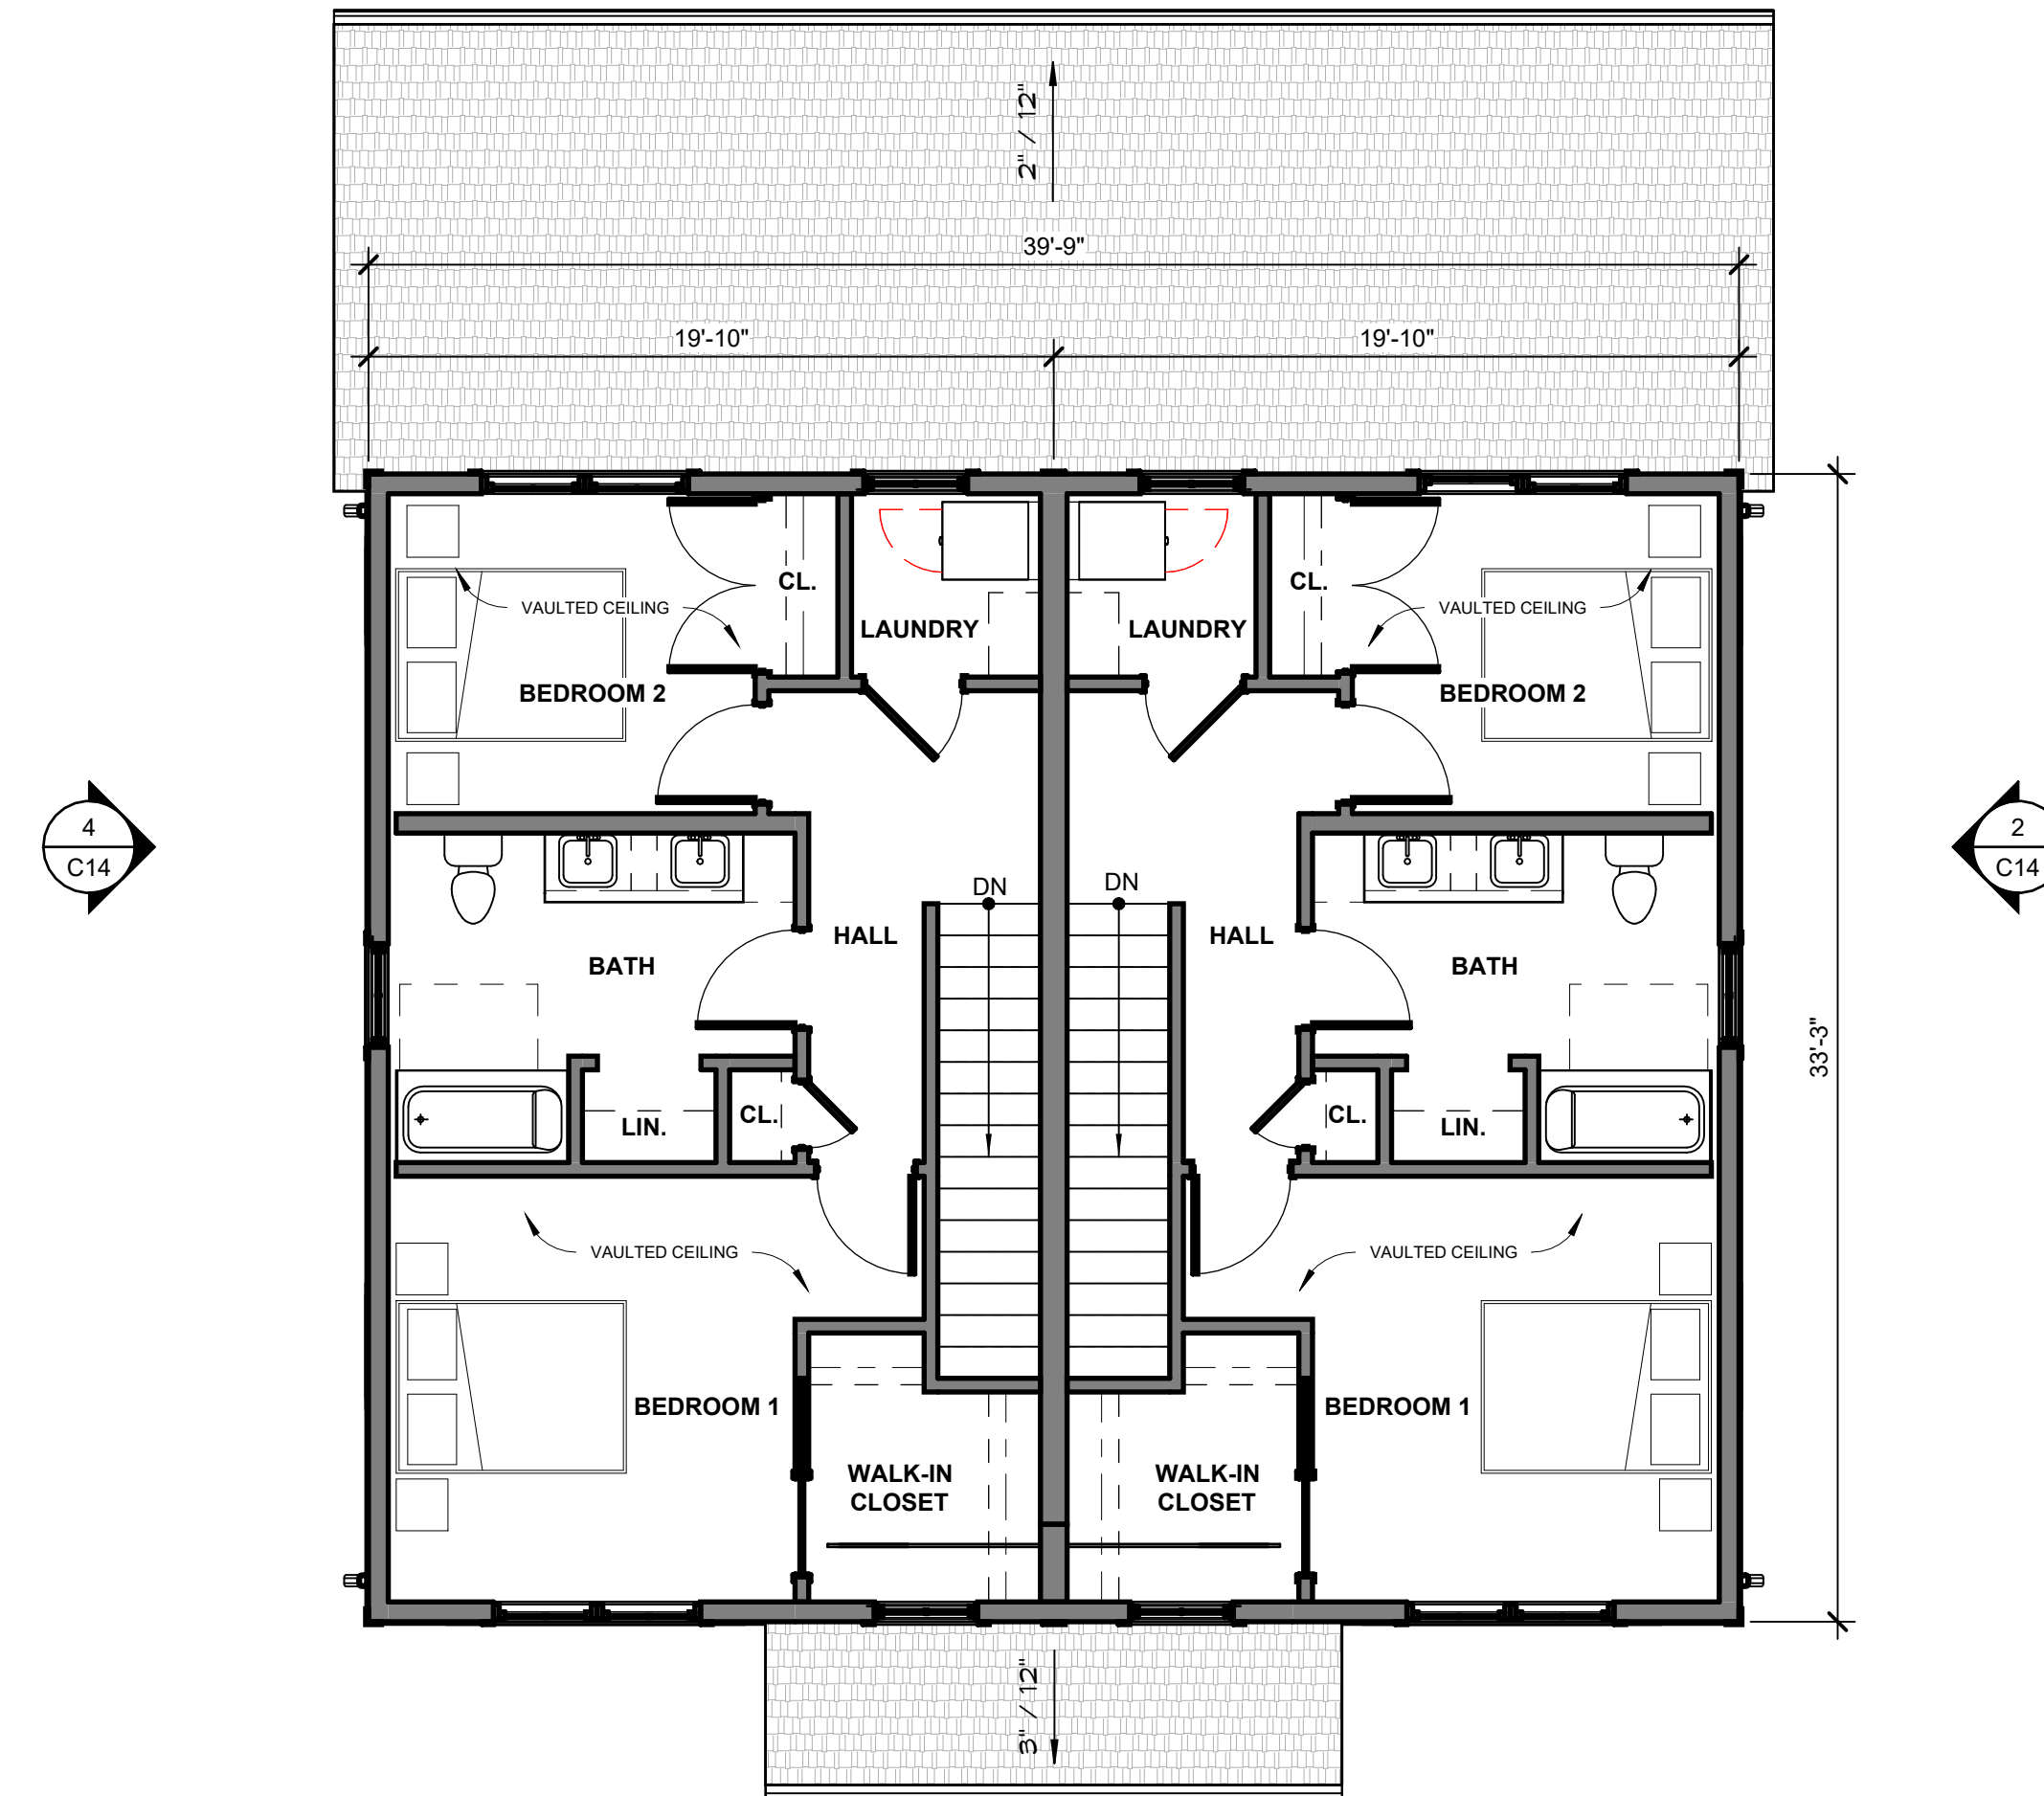 2" / 12"
39'-9"
19'-10"
19'-10"
CL.
CL.
VAULTED CEILING
VAULTED CEILING
LAUNDRY
LAUNDRY
BEDROOM 2
BEDROOM 2
4
C14
2
C14
DN
DN
HALL
HALL
BATH
BATH
33'-3"
CL.
LIN.
CL.
LIN.
VAULTED CEILING
VAULTED CEILING
BEDROOM 1
BEDROOM 1
WALK-IN
CLOSET
WALK-IN
CLOSET
3" / 12"